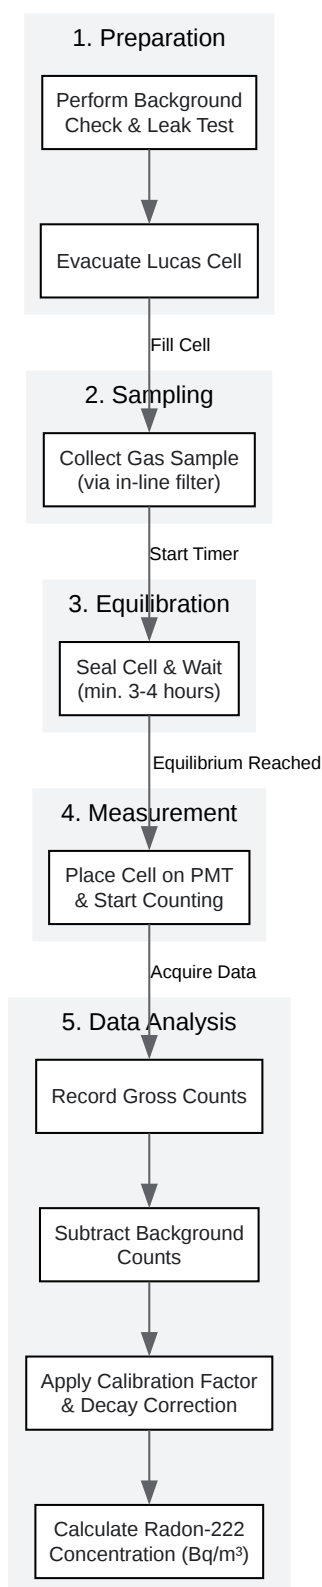 1. Preparation
Perform Background
Check & Leak Test
Evacuate Lucas Cell
Fill Cell
2. Sampling
Collect Gas Sample
(via in-line filter)
Start Timer
3. Equilibration
Seal Cell & Wait
(min. 3-4 hours)
Equilibrium Reached
4. Measurement
Place Cell on PMT
& Start Counting
Acquire Data
5. Data Analysis
Record Gross Counts
Subtract Background
Counts
Apply Calibration Factor
& Decay Correction
Calculate Radon-222
Concentration (Bq/m³)